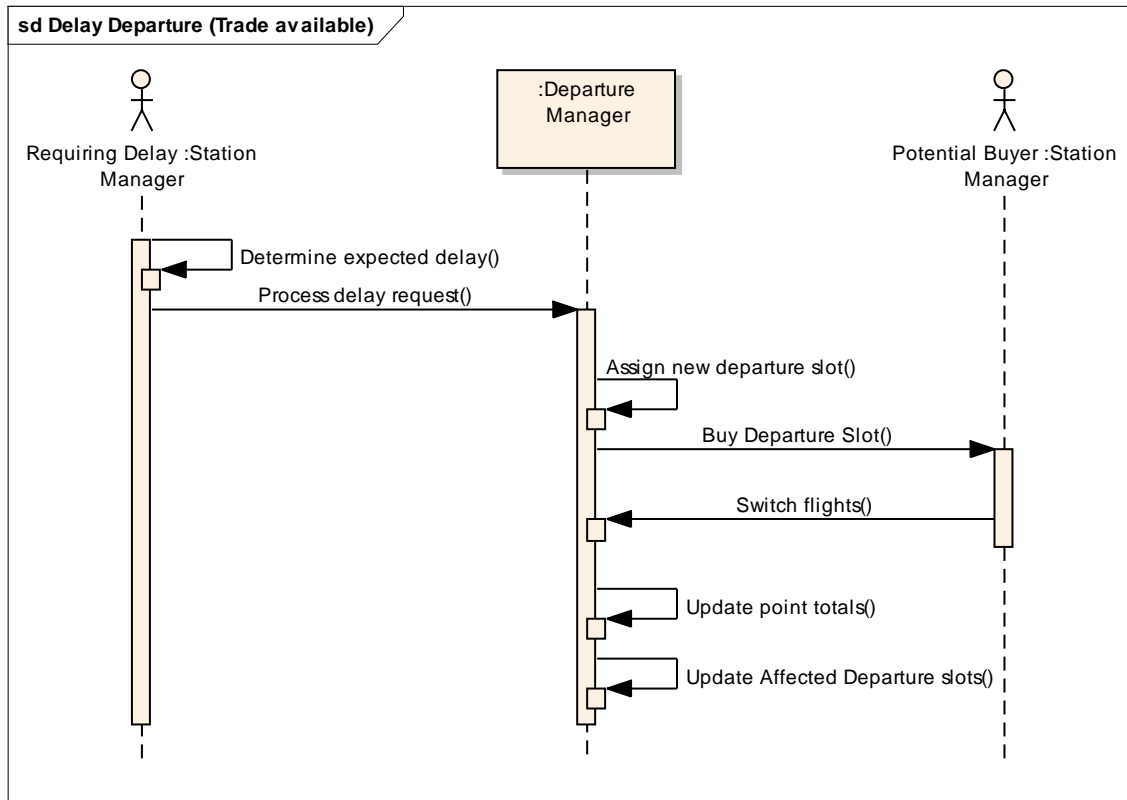 sd Delay Departure (Trade available)
:Departure
Manager
Requiring Delay :Station
Manager
Potential Buyer :Station
Manager
Determine expected delay()
Process delay request()
Assign new departure slot()
Buy Departure Slot()
Switch flights()
Update point totals()
Update Affected Departure slots()